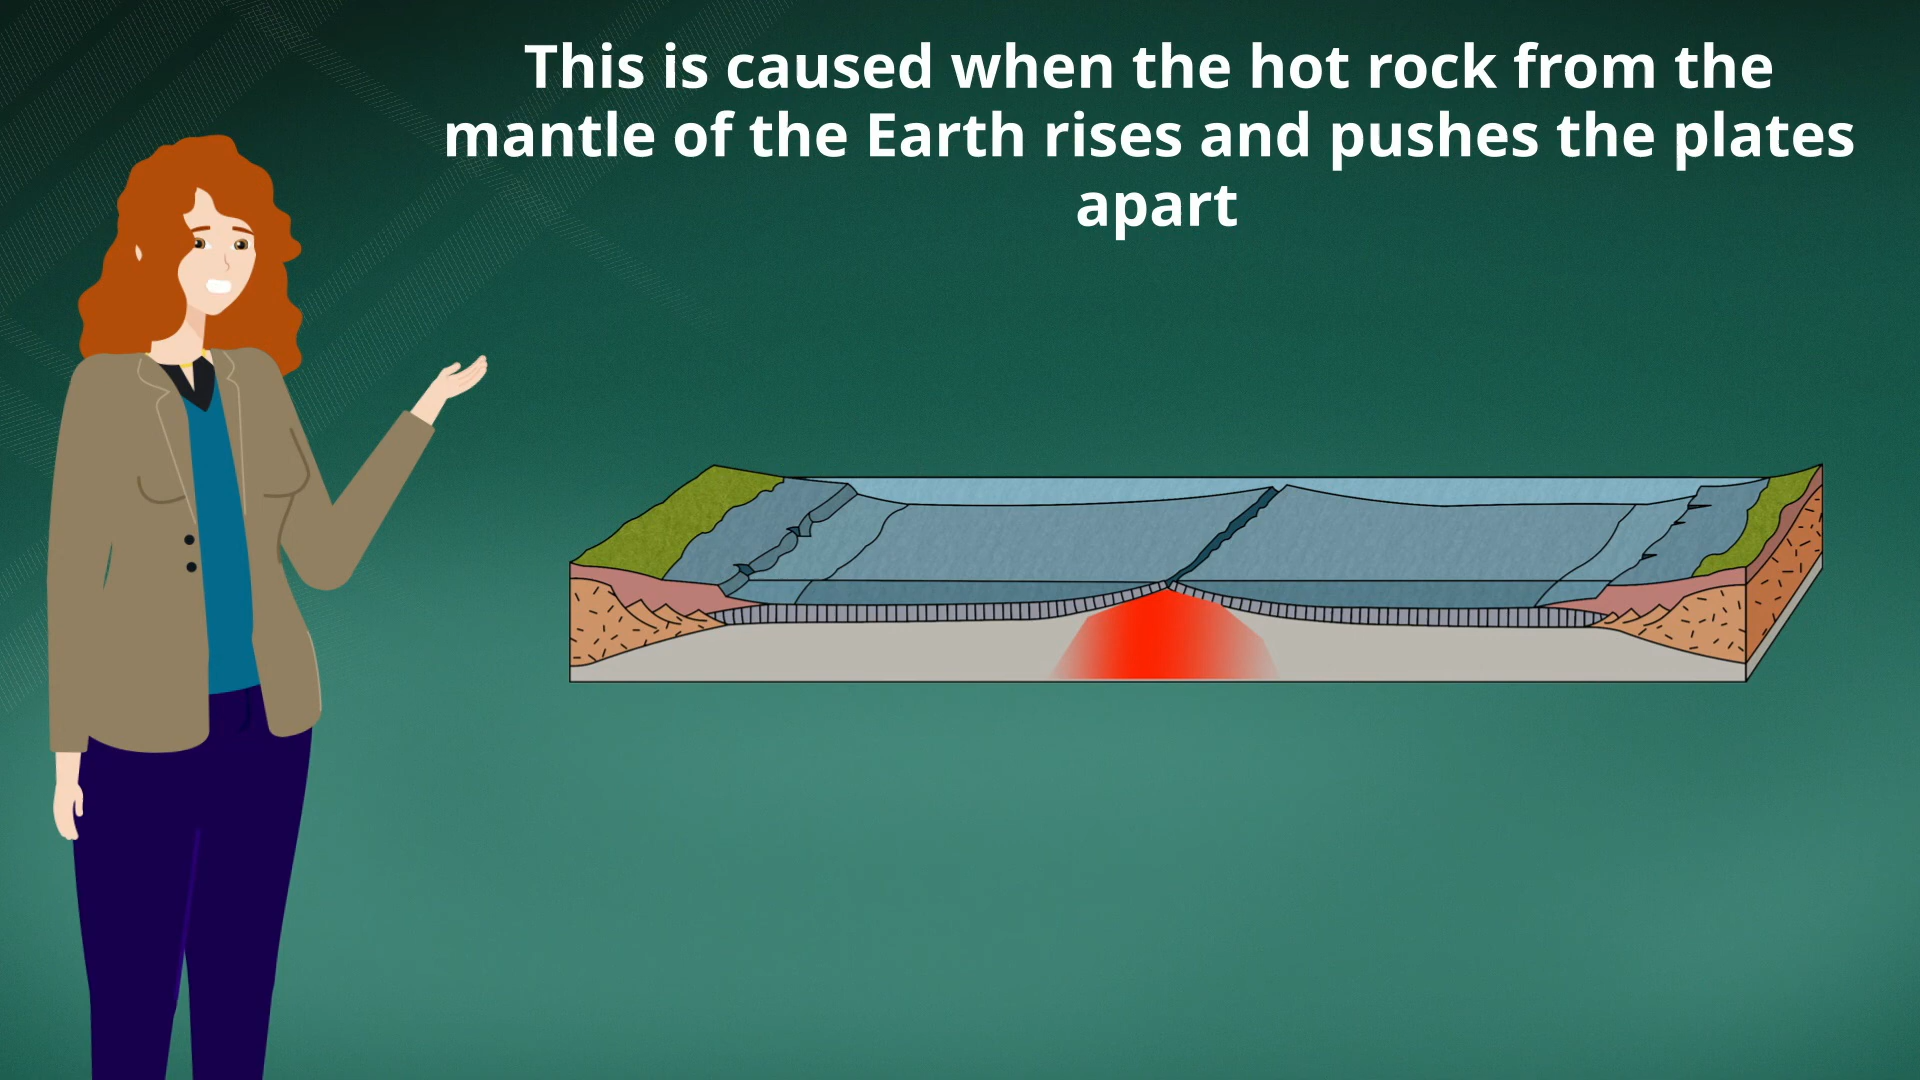 This is caused when the hot rock from the
mantle of the Earth rises and pushes the plates
apart